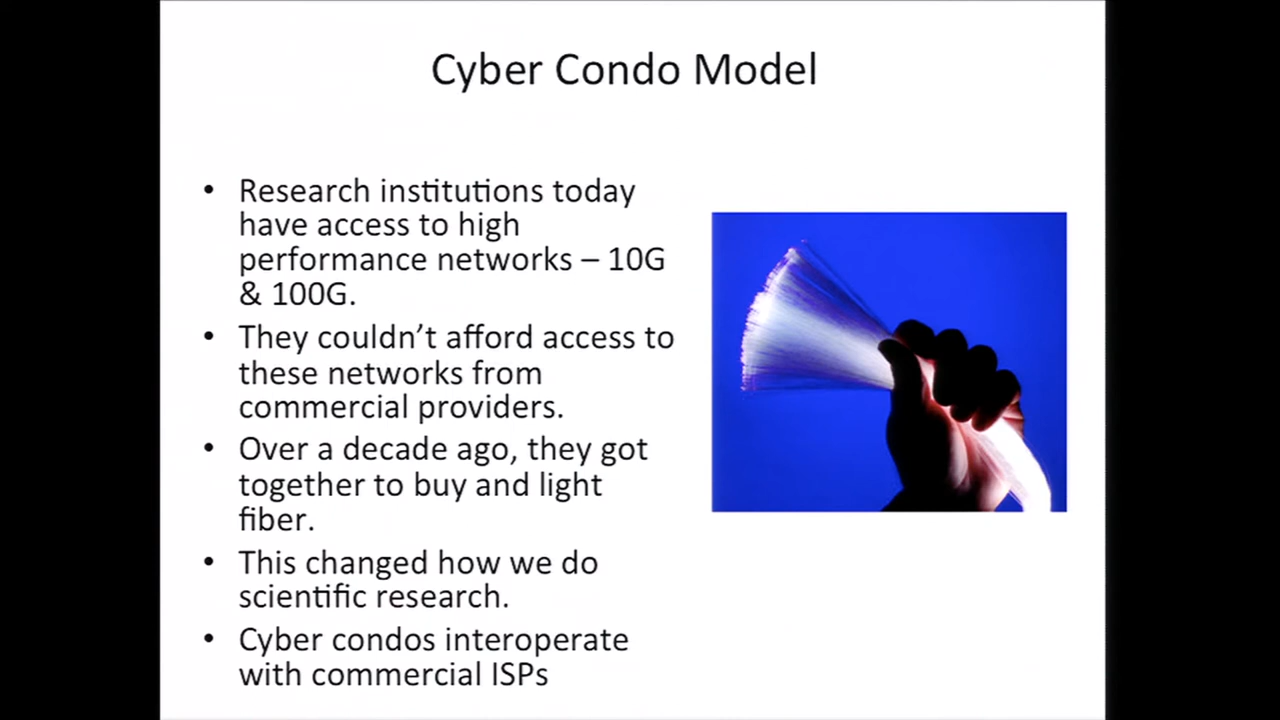 Cyber Condo Model
• Research institutions today
have access to high
performance networks – 10G
& 100G.
• They couldn’t afford access to
these networks from
commercial providers.
• Over a decade ago, they got
together to buy and light
fiber.
• This changed how we do
scientific research.
• Cyber condos interoperate
with commercial ISPs